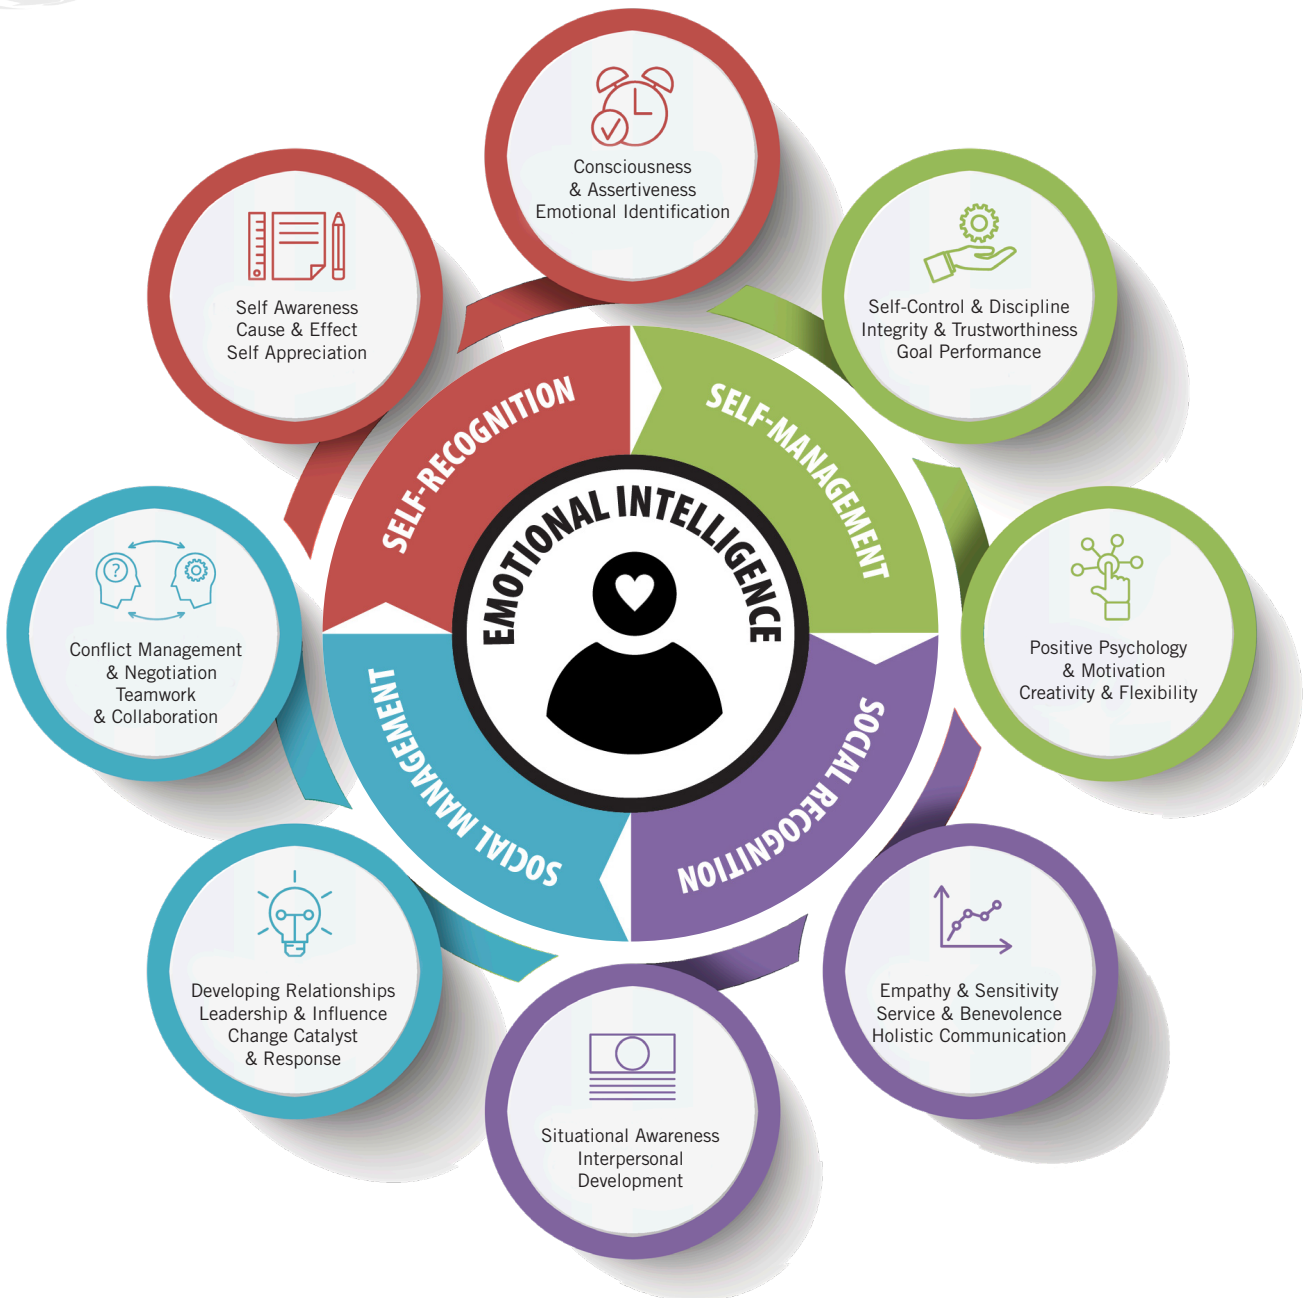 Consciousness
& Assertiveness
Emotional Identification
Self Awareness
Cause & Effect
Self Appreciation
Self-Control & Discipline
Integrity & Trustworthiness
Goal Performance
SELF-RECOGNITION
SELF-MANAGEMENT
EMOTIONAL INTELLIGENCE
?
Conflict Management
& Negotiation
Teamwork
& Collaboration
Positive Psychology
& Motivation
Creativity & Flexibility
SOCIAL MANAGEMENT
SOCIAL RECOGNITION
Developing Relationships
Leadership & Influence
Change Catalyst
& Response
Empathy & Sensitivity
Service & Benevolence
Holistic Communication
Situational Awareness
Interpersonal
Development